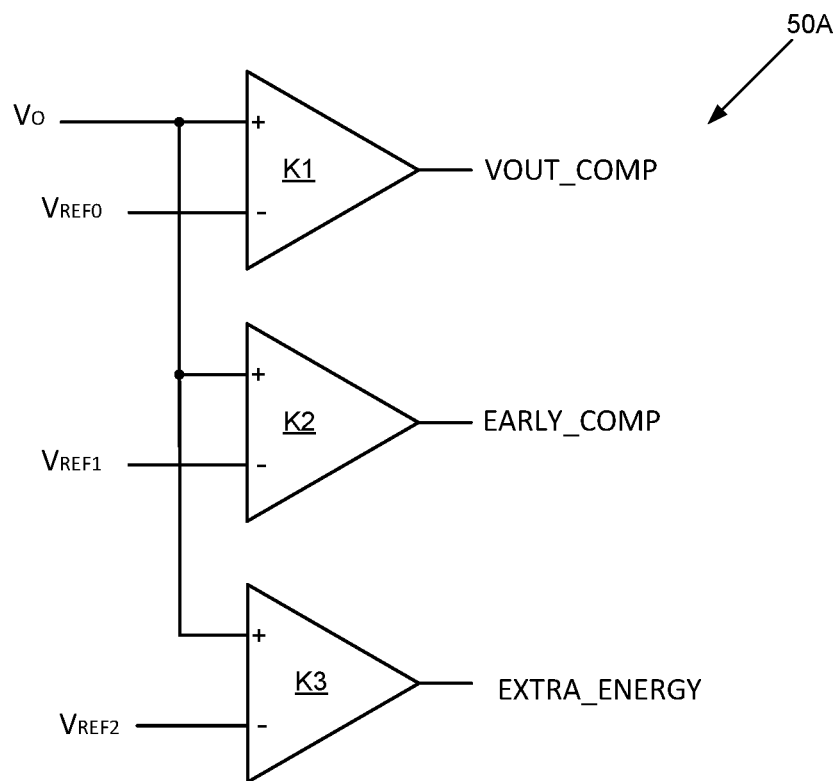 50A
VO
+
K1
VOUT_COMP
VREF0
-
+
K2
EARLY_COMP
VREF1
-
+
K3
EXTRA_ENERGY
VREF2
-